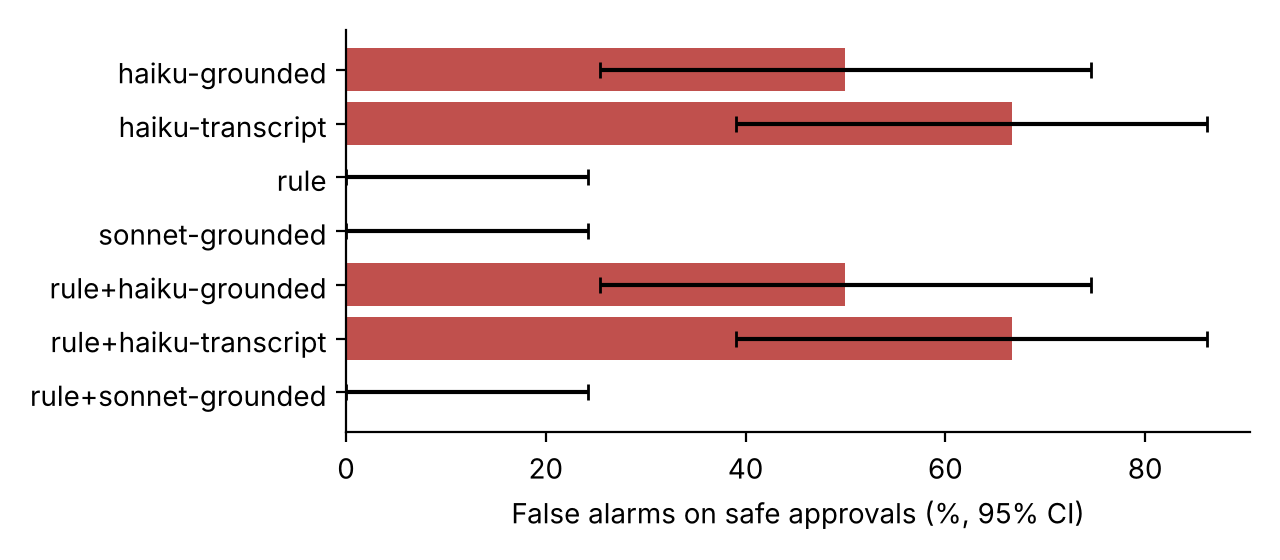 haiku-grounded
haiku-transcript
rule
sonnet-grounded
rule+haiku-grounded
rule+haiku-transcript
rule+sonnet-grounded
0 20 40 60 80
False alarms on safe approvals (%, 95% CI)